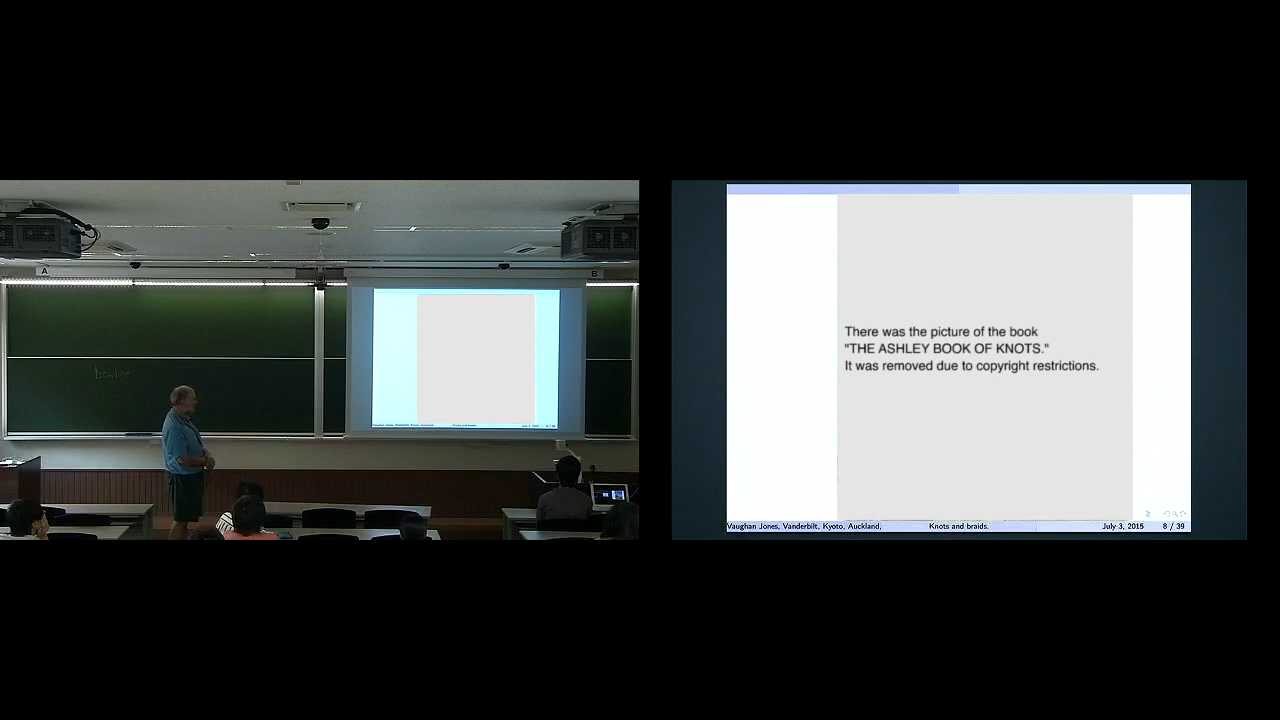 A
B
bowline
There was the picture of the book
"THE ASHLEY BOOK OF KNOTS."
It was removed due to copyright restrictions.
Vaughan Jones, Vanderbilt, Kyoto, Auckland, Knots and braids. July 3, 2015 8 / 39